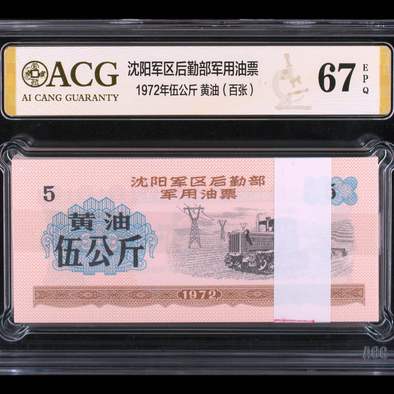 ACG
AI CANG GUARANTY
沈阳军区后勤部军用油票
1972年伍公斤 黄油（百张）
67
EPQ
沈阳军区后勤部
军用油票
5
5
黄油
伍公斤
1972
ACG